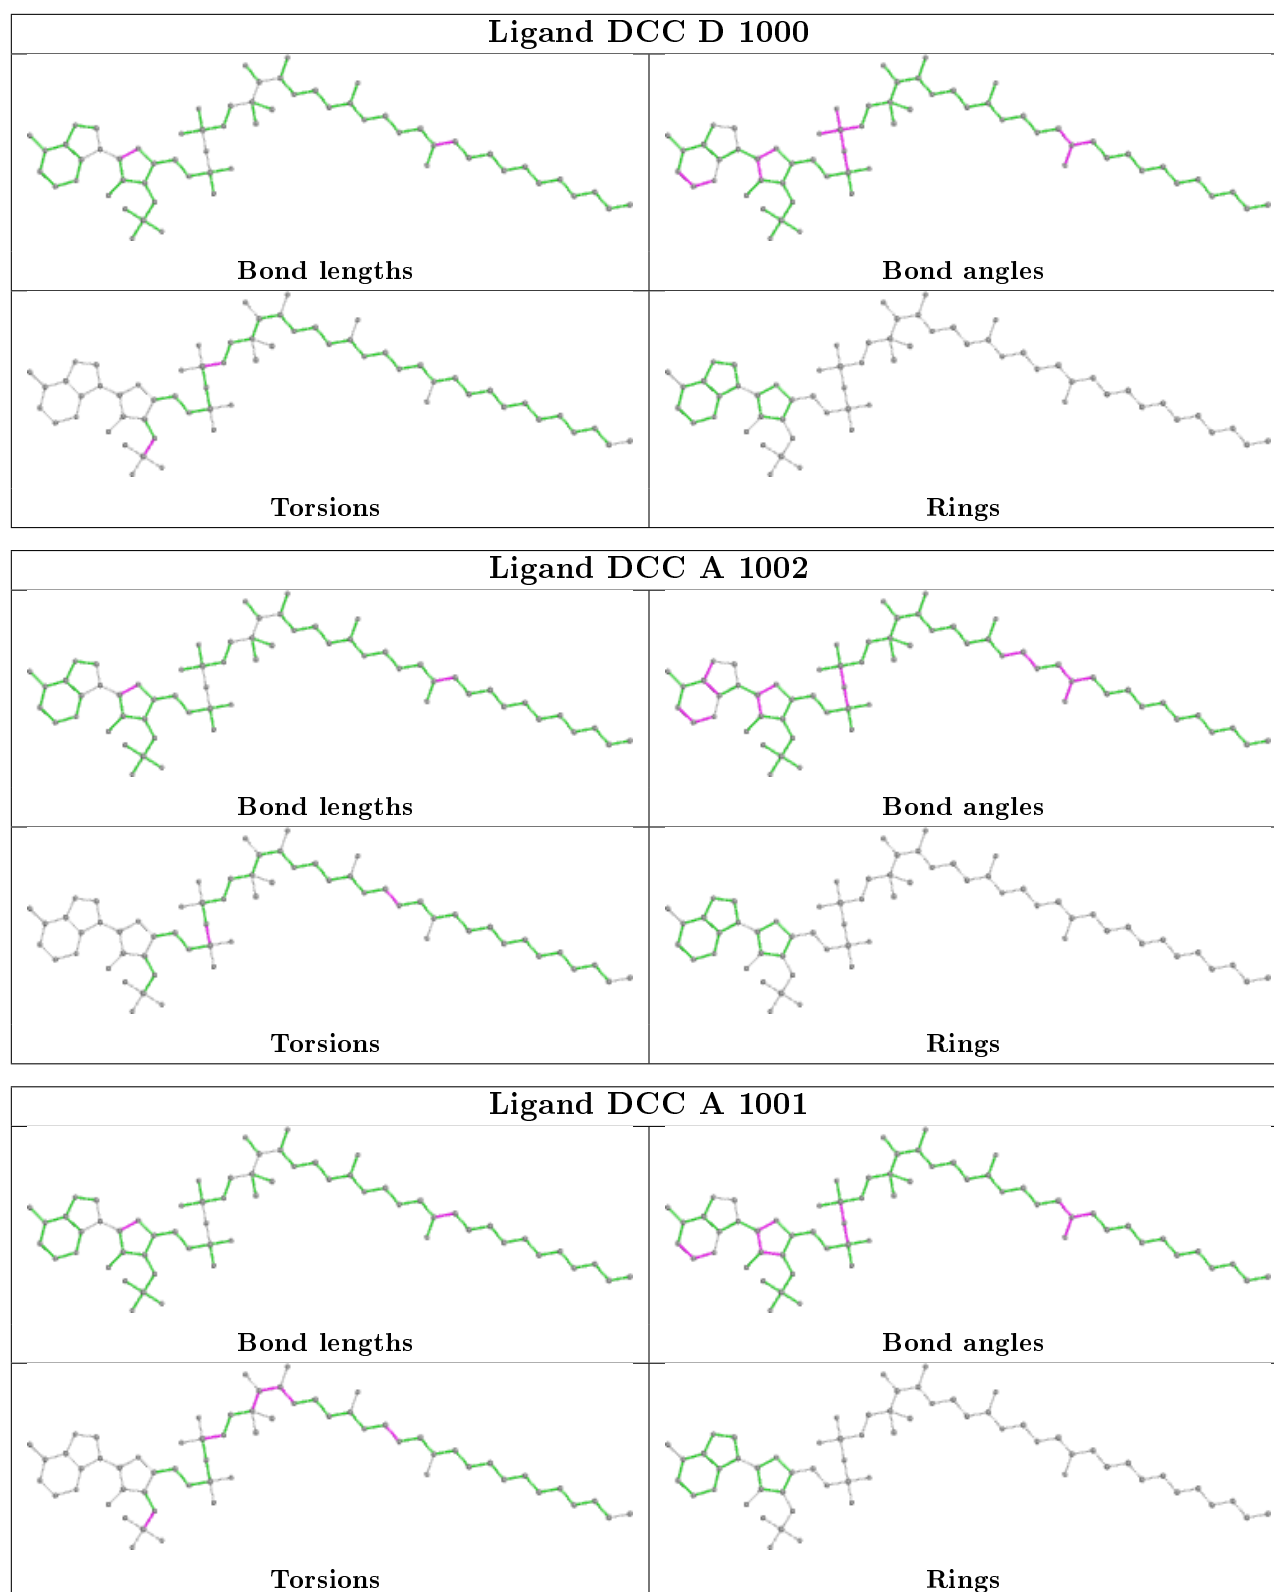 Ligand DCC D 1000
Bond lengths
Bond angles
Torsions
Rings
Ligand DCC A 1002
Bond lengths
Bond angles
Torsions
Rings
Ligand DCC A 1001
Bond lengths
Bond angles
Torsions
Rings